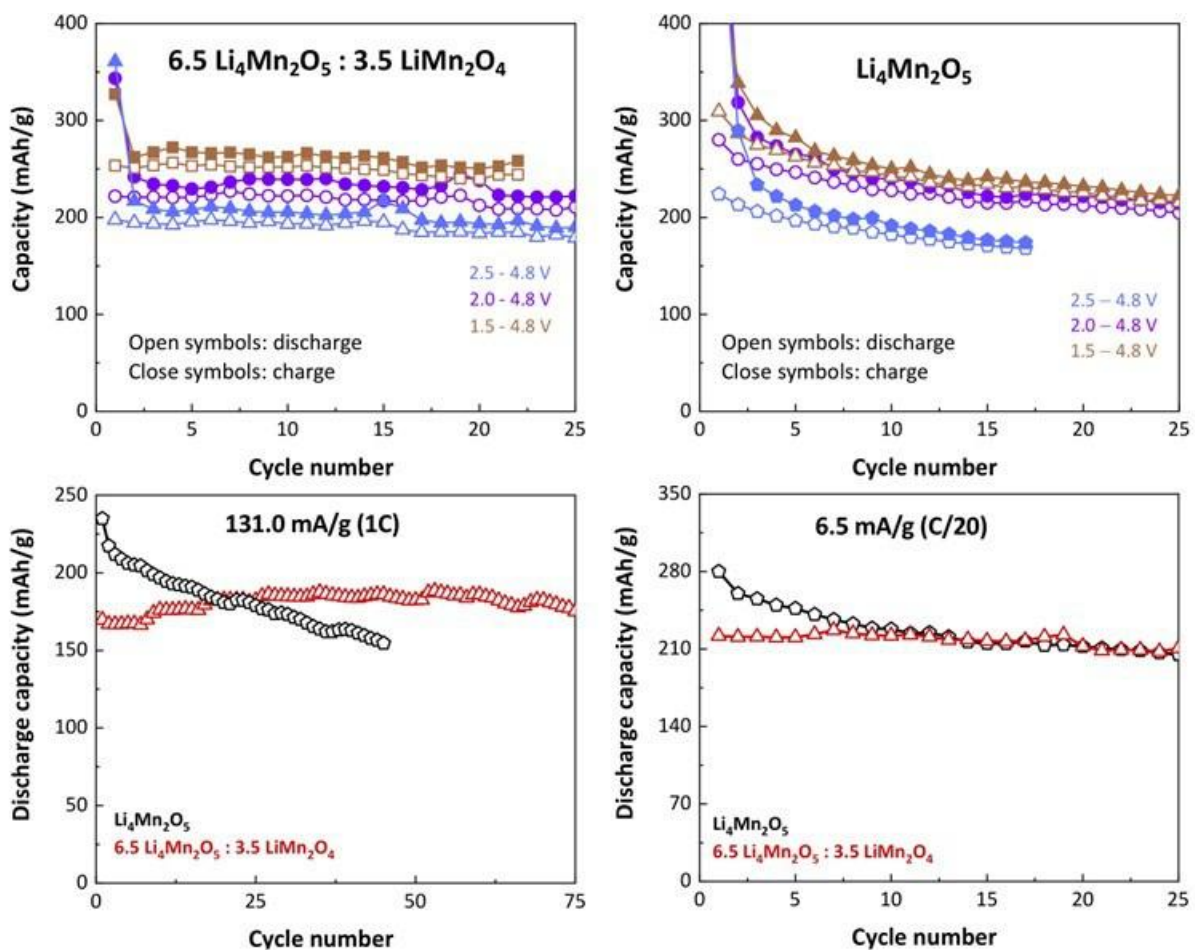 6.5 Li₄Mn₂O₅ : 3.5 LiMn₂O₄
Capacity (mAh/g)
400
300
200
100
0
2.5 - 4.8 V
2.0 - 4.8 V
1.5 - 4.8 V
Open symbols: discharge
Close symbols: charge
0 5 10 15 20 25
Cycle number
Li₄Mn₂O₅
Capacity (mAh/g)
400
300
200
100
0
2.5 – 4.8 V
2.0 – 4.8 V
1.5 – 4.8 V
Open symbols: discharge
Close symbols: charge
0 5 10 15 20 25
Cycle number
131.0 mA/g (1C)
Discharge capacity (mAh/g)
250
200
150
100
50
0
Li₄Mn₂O₅
6.5 Li₄Mn₂O₅ : 3.5 LiMn₂O₄
0 25 50 75
Cycle number
6.5 mA/g (C/20)
Discharge capacity (mAh/g)
350
280
210
140
70
0
Li₄Mn₂O₅
6.5 Li₄Mn₂O₅ : 3.5 LiMn₂O₄
0 5 10 15 20 25
Cycle number